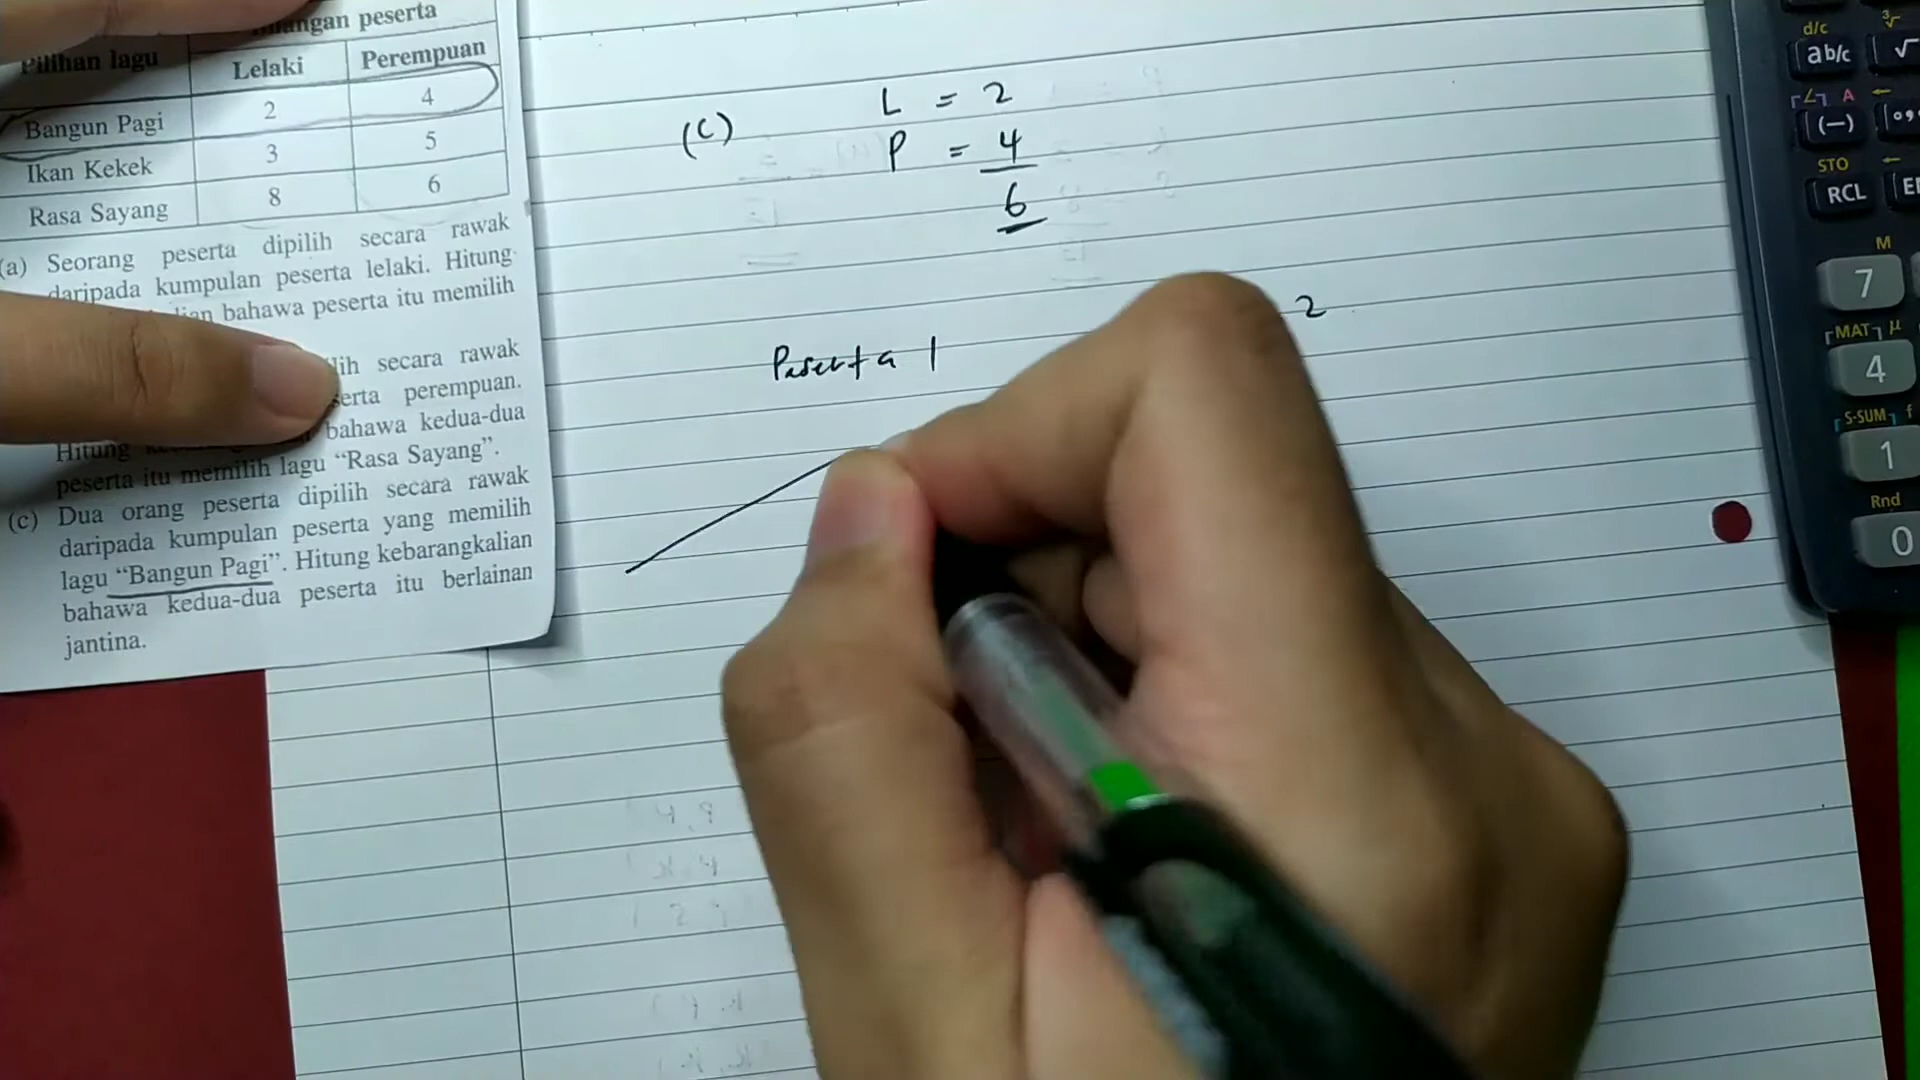 peserta
Pilihan lagu
Lelaki
Perempuan
Bangun Pagi
2
4
Ikan Kekek
3
5
Rasa Sayang
8
6
(a) Seorang peserta dipilih secara rawak
daripada kumpulan peserta lelaki. Hitung
bahawa peserta itu memilih
secara rawak
perempuan.
Hitung bahawa kedua-dua
peserta itu memilih lagu “Rasa Sayang”.
(c) Dua orang peserta dipilih secara rawak
daripada kumpulan peserta yang memilih
lagu “Bangun Pagi”. Hitung kebarangkalian
bahawa kedua-dua peserta itu berlainan
jantina.
(c)
L = 2
P = 4
6
Peserta 1
2
d/c
ab/c
3√
√
A
(–)
STO
RCL
M
7
MAT µ
4
S-SUM
1
Rnd
0